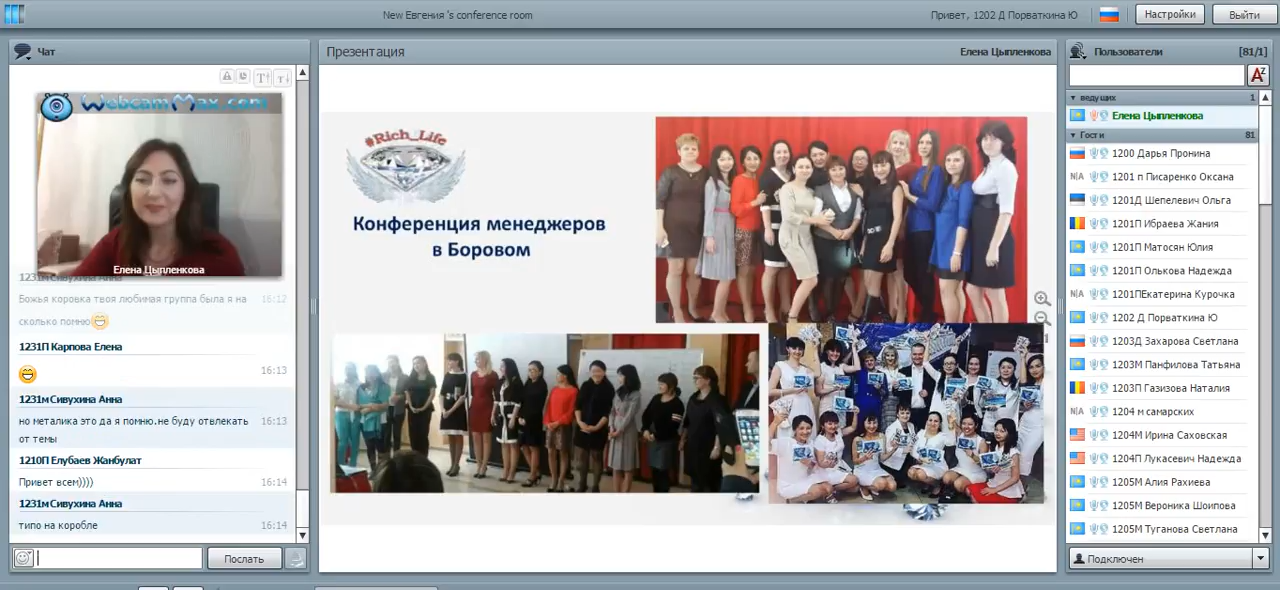 New Евгения 's conference room
Привет, 1202 Д Порваткина Ю
Настройки
Выйти
Чат
WebcamMax.com
Елена Цыпленкова
1231мСивухина Анна
Божья коровка твоя любимая группа была я на
16:12
сколько помню
1231П Карпова Елена
16:13
1231мСивухина Анна
но металика это да я помню.не буду отвлекать
16:13
от темы
1210П Елубаев Жанбулат
Привет всем))))
16:14
1231мСивухина Анна
типо на коробле
16:14
Послать
Презентация
Елена Цыпленкова
#Rich_Life
Конференция менеджеров
в Боровом
Пользователи
[81/1]
ведущих
1
Елена Цыпленкова
Гости
81
1200 Дарья Пронина
N\A 1201 п Писаренко Оксана
1201Д Шепелевич Ольга
1201П Ибраева Жания
1201П Матосян Юлия
1201П Олькова Надежда
N\A 1201ПЕкатерина Курочка
1202 Д Порваткина Ю
1203Д Захарова Светлана
1203М Панфилова Татьяна
1203П Газизова Наталия
N\A 1204 м самарских
1204М Ирина Саховская
1204П Лукасевич Надежда
1205М Алия Рахиева
1205М Вероника Шоипова
1205М Туганова Светлана
Подключен